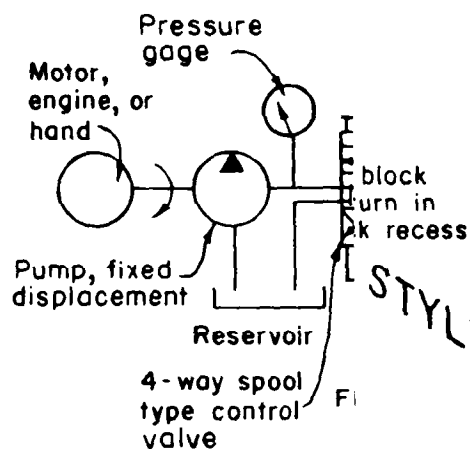 Pressure
gage
Motor,
engine, or
hand
block
urn in
k recess
Pump, fixed
displacement
Reservoir
STYL
4-way spool
type control
valve